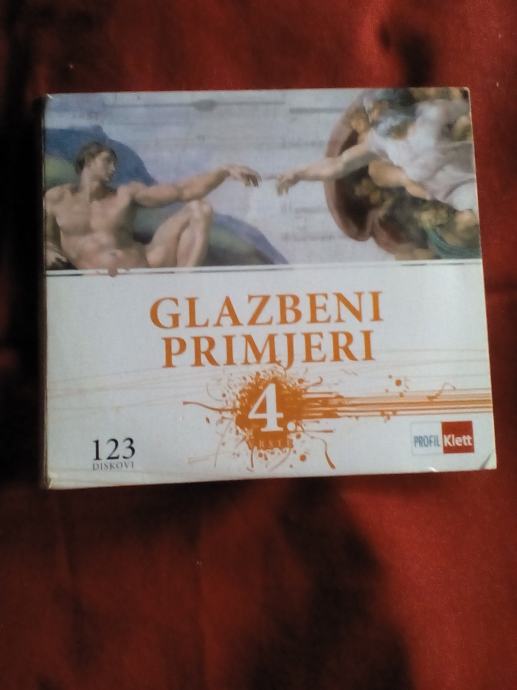 GLAZBENI
PRIMJERI
4.
123
DISKOVI
PROFIL Klett